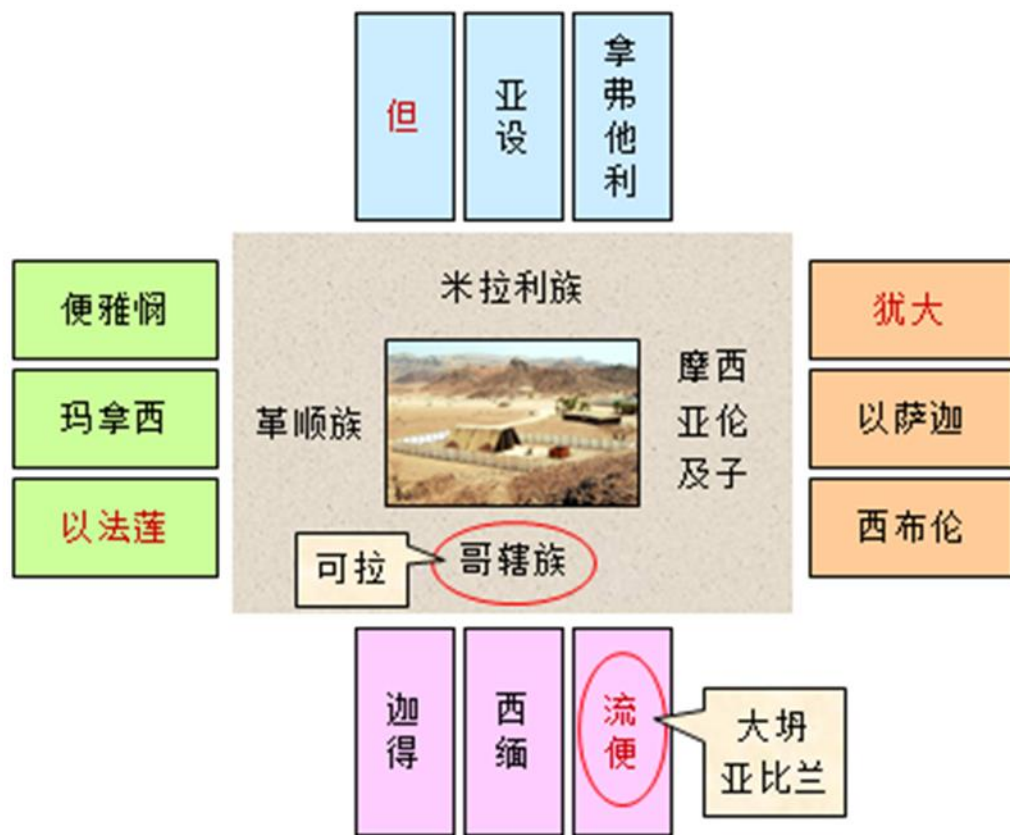 但
亚设
拿弗他利
米拉利族
便雅悯
玛拿西
以法莲
革顺族
摩西
亚伦
及子
犹大
以萨迦
西布伦
可拉
哥辖族
迦得
西缅
流便
大坍
亚比兰